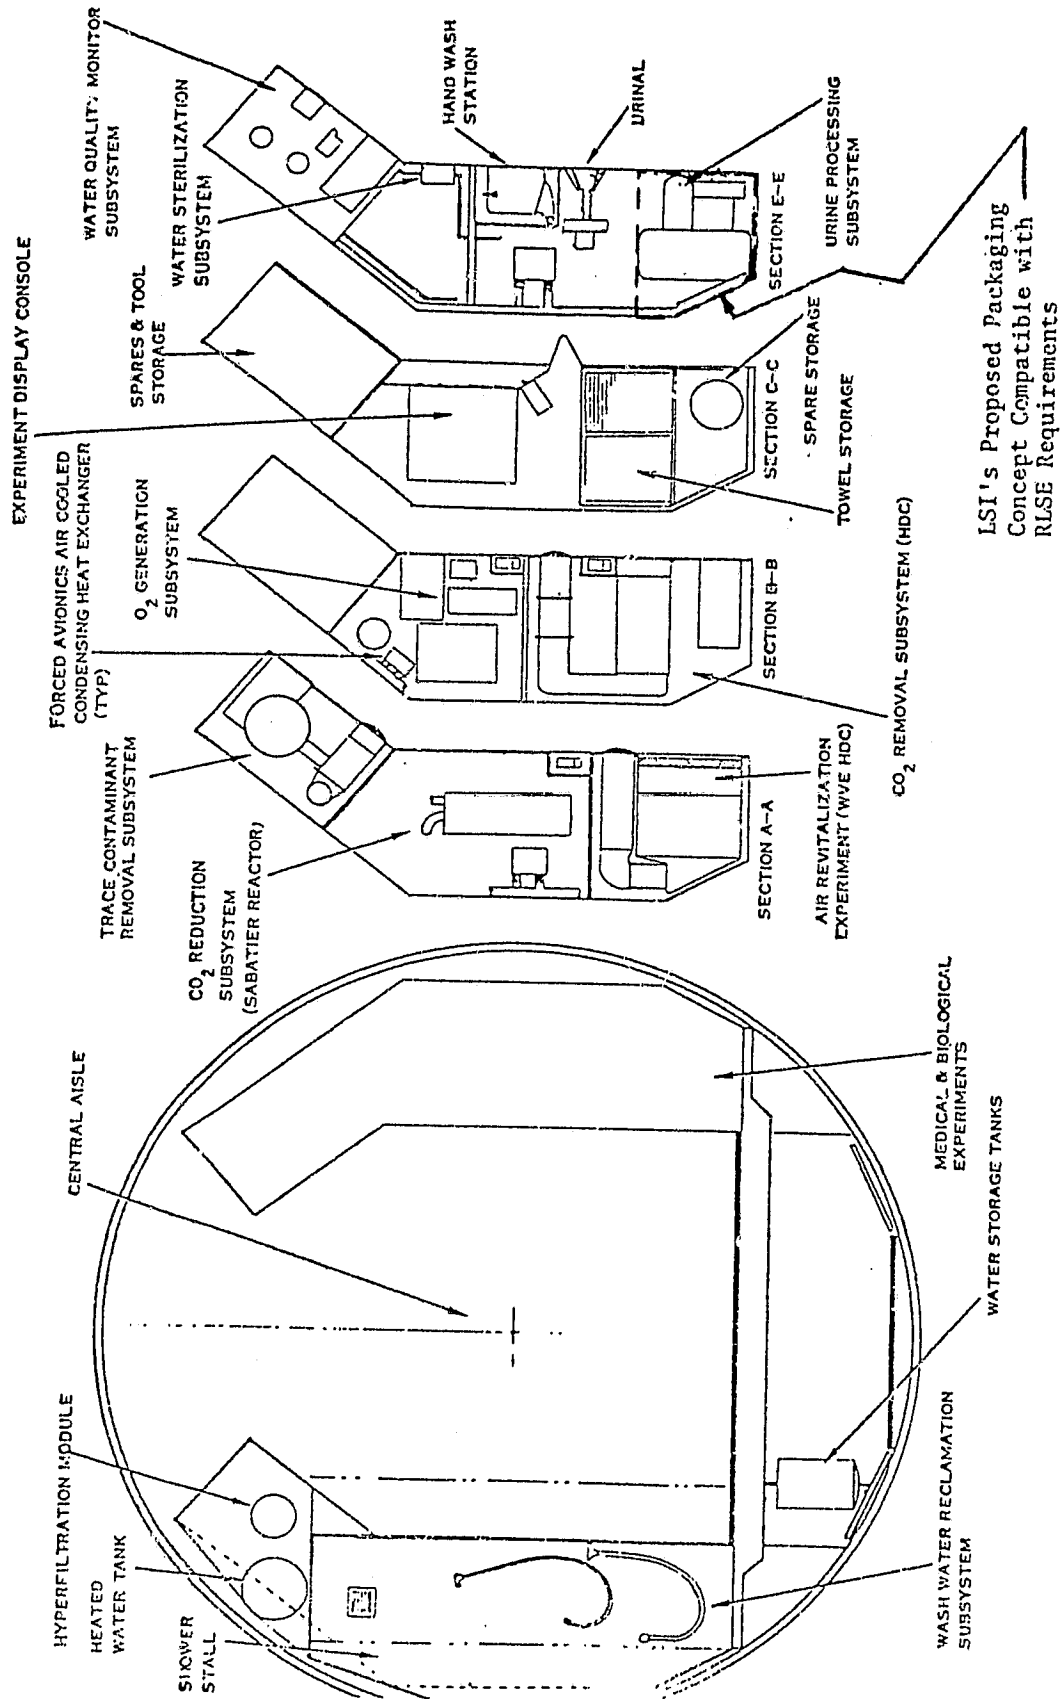 HYPERFILTRATION MODULE
HEATED
WATER TANK
SHOWER
STALL
CENTRAL AISLE
WASH WATER RECLAMATION
SUBSYSTEM
WATER STORAGE TANKS
MEDICAL & BIOLOGICAL
EXPERIMENTS
TRACE CONTAMINANT
REMOVAL SUBSYSTEM
CO2 REDUCTION
SUBSYSTEM
(SABATIER REACTOR)
SECTION A-A
AIR REVITALIZATION
EXPERIMENT (WVE HDC)
FORCED AVIONICS AIR COOLED
CONDENSING HEAT EXCHANGER
(TYP)
O2 GENERATION
SUBSYSTEM
SECTION B-B
CO2 REMOVAL SUBSYSTEM (HDC)
EXPERIMENT DISPLAY CONSOLE
SPARES & TOOL
STORAGE
SECTION C-C
SPARE STORAGE
TOWEL STORAGE
WATER QUALITY MONITOR
SUBSYSTEM
WATER STERILIZATION
SUBSYSTEM
HAND WASH
STATION
URINAL
SECTION E-E
URINE PROCESSING
SUBSYSTEM
LSI's Proposed Packaging
Concept Compatible with
RLSE Requirements